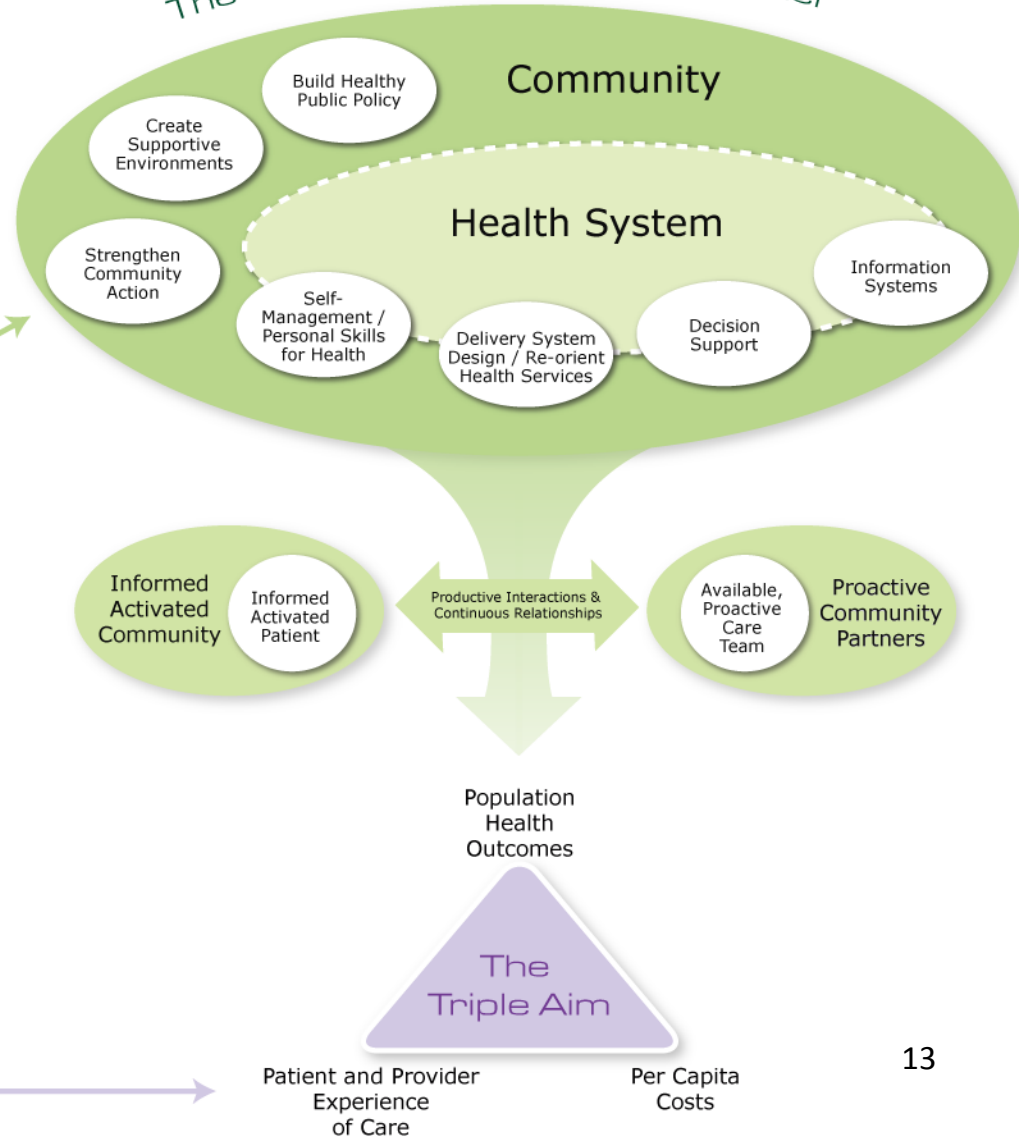 The
Community
Build Healthy
Public Policy
Create
Supportive
Environments
Strengthen
Community
Action
Health System
Self-
Management /
Personal Skills
for Health
Delivery System
Design / Re-orient
Health Services
Decision
Support
Information
Systems
Informed
Activated
Community
Informed
Activated
Patient
Productive Interactions &
Continuous Relationships
Available,
Proactive
Care
Team
Proactive
Community
Partners
Population
Health
Outcomes
The
Triple Aim
Patient and Provider
Experience
of Care
Per Capita
Costs
13